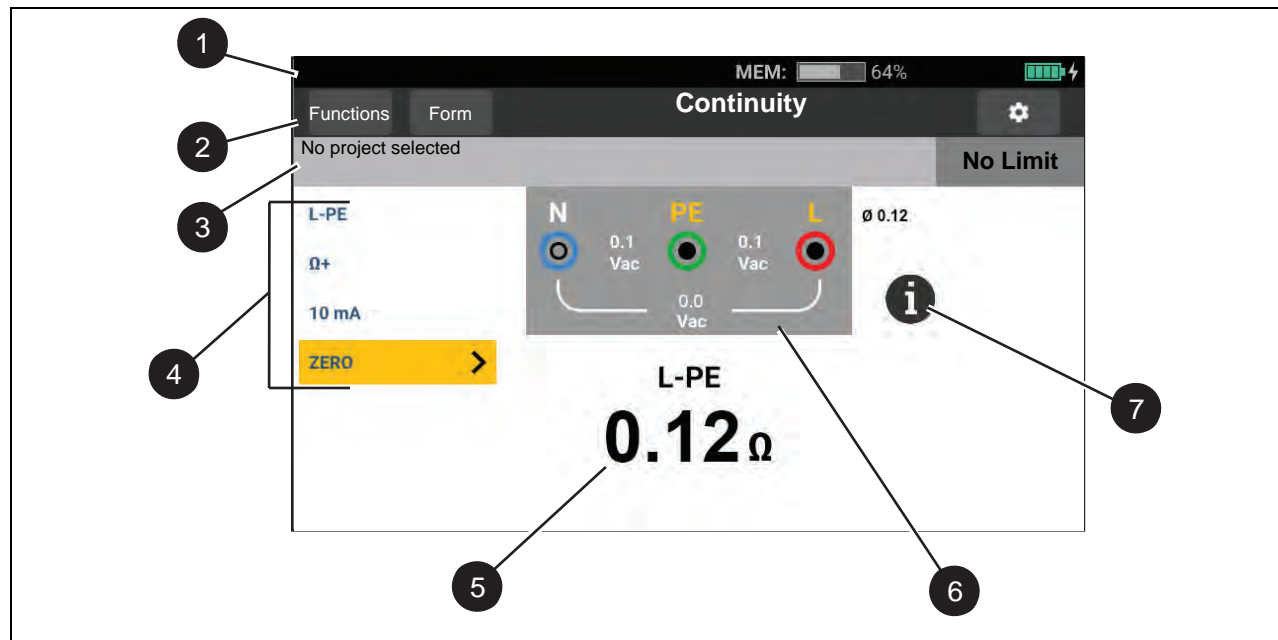 1
MEM: 64%
Functions Form Continuity
2
No project selected
No Limit
3
L-PE
Ω+
10 mA
ZERO
4
N PE L
0.1 Vac
0.1 Vac
0.0 Vac
Ø 0.12
i
7
L-PE
0.12 Ω
5
6